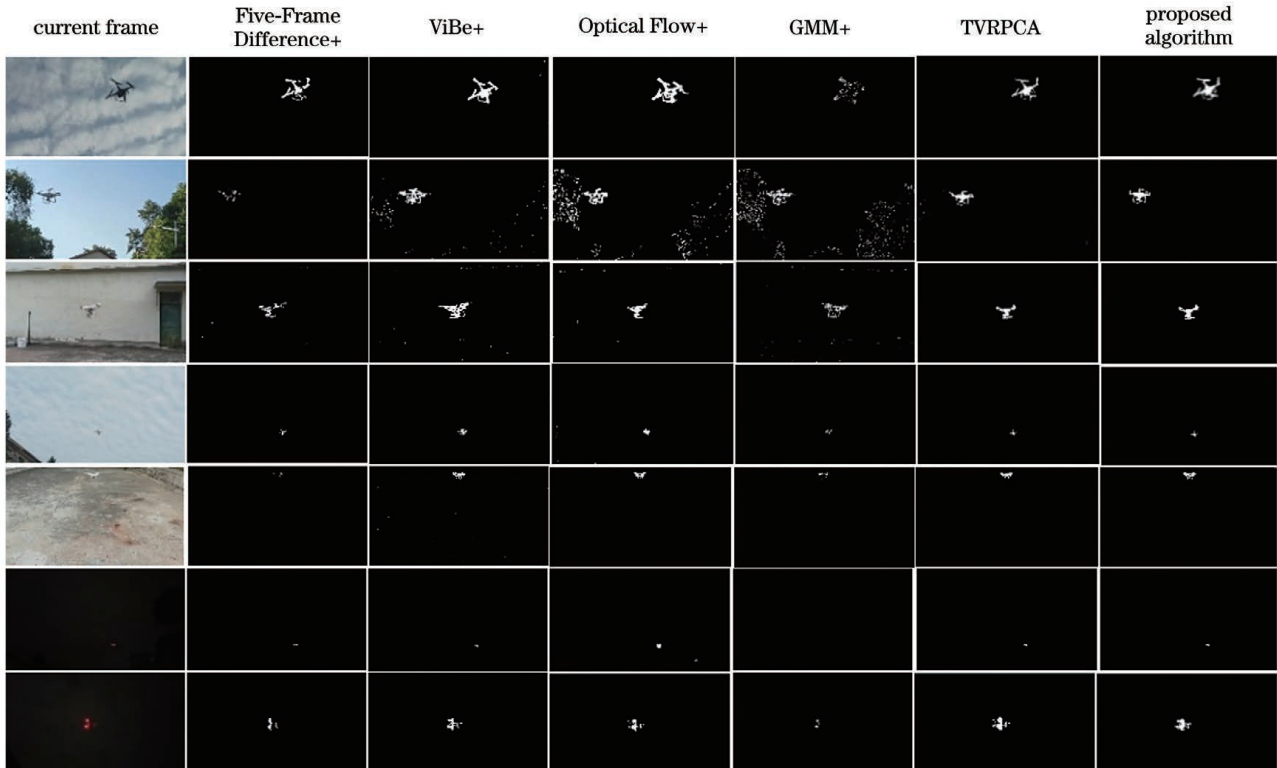 current frame
Five-Frame
Difference+
ViBe+
Optical Flow+
GMM+
TVRPCA
proposed
algorithm